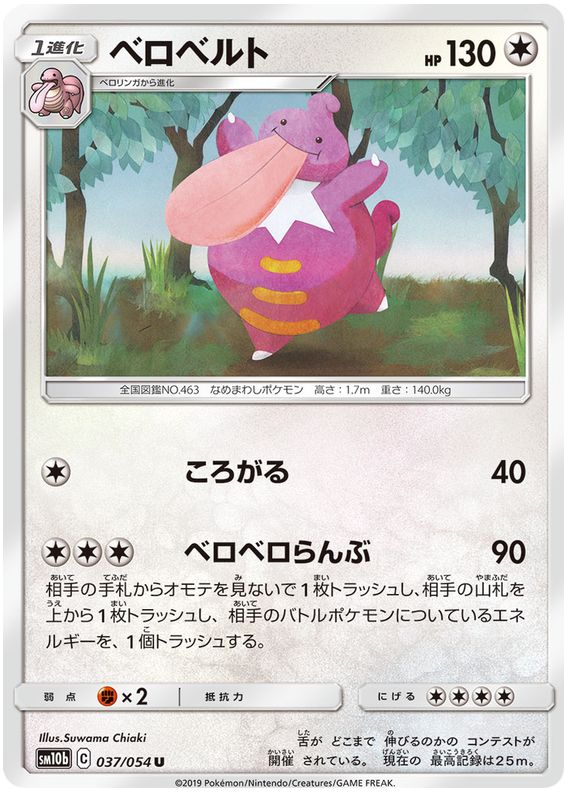 1進化
ベロベルト
HP 130
ベロリンガから進化
全国図鑑NO.463 なめまわしポケモン 高さ:1.7m 重さ:140.0kg
ころがる 40
ベロベロらんぶ 90
相手の手札からオモテを見ないで1枚トラッシュし、相手の山札を
上から1枚トラッシュし、相手のバトルポケモンについているエネ
ルギーを、1個トラッシュする。
弱点 ×2 抵抗力 にげる
Illus.Suwama Chiaki
舌が どこまで 伸びるのかの コンテストが
開催 されている。 現在の 最高記録は25m。
sm10b C 037/054 U
©2019 Pokémon/Nintendo/Creatures/GAME FREAK.